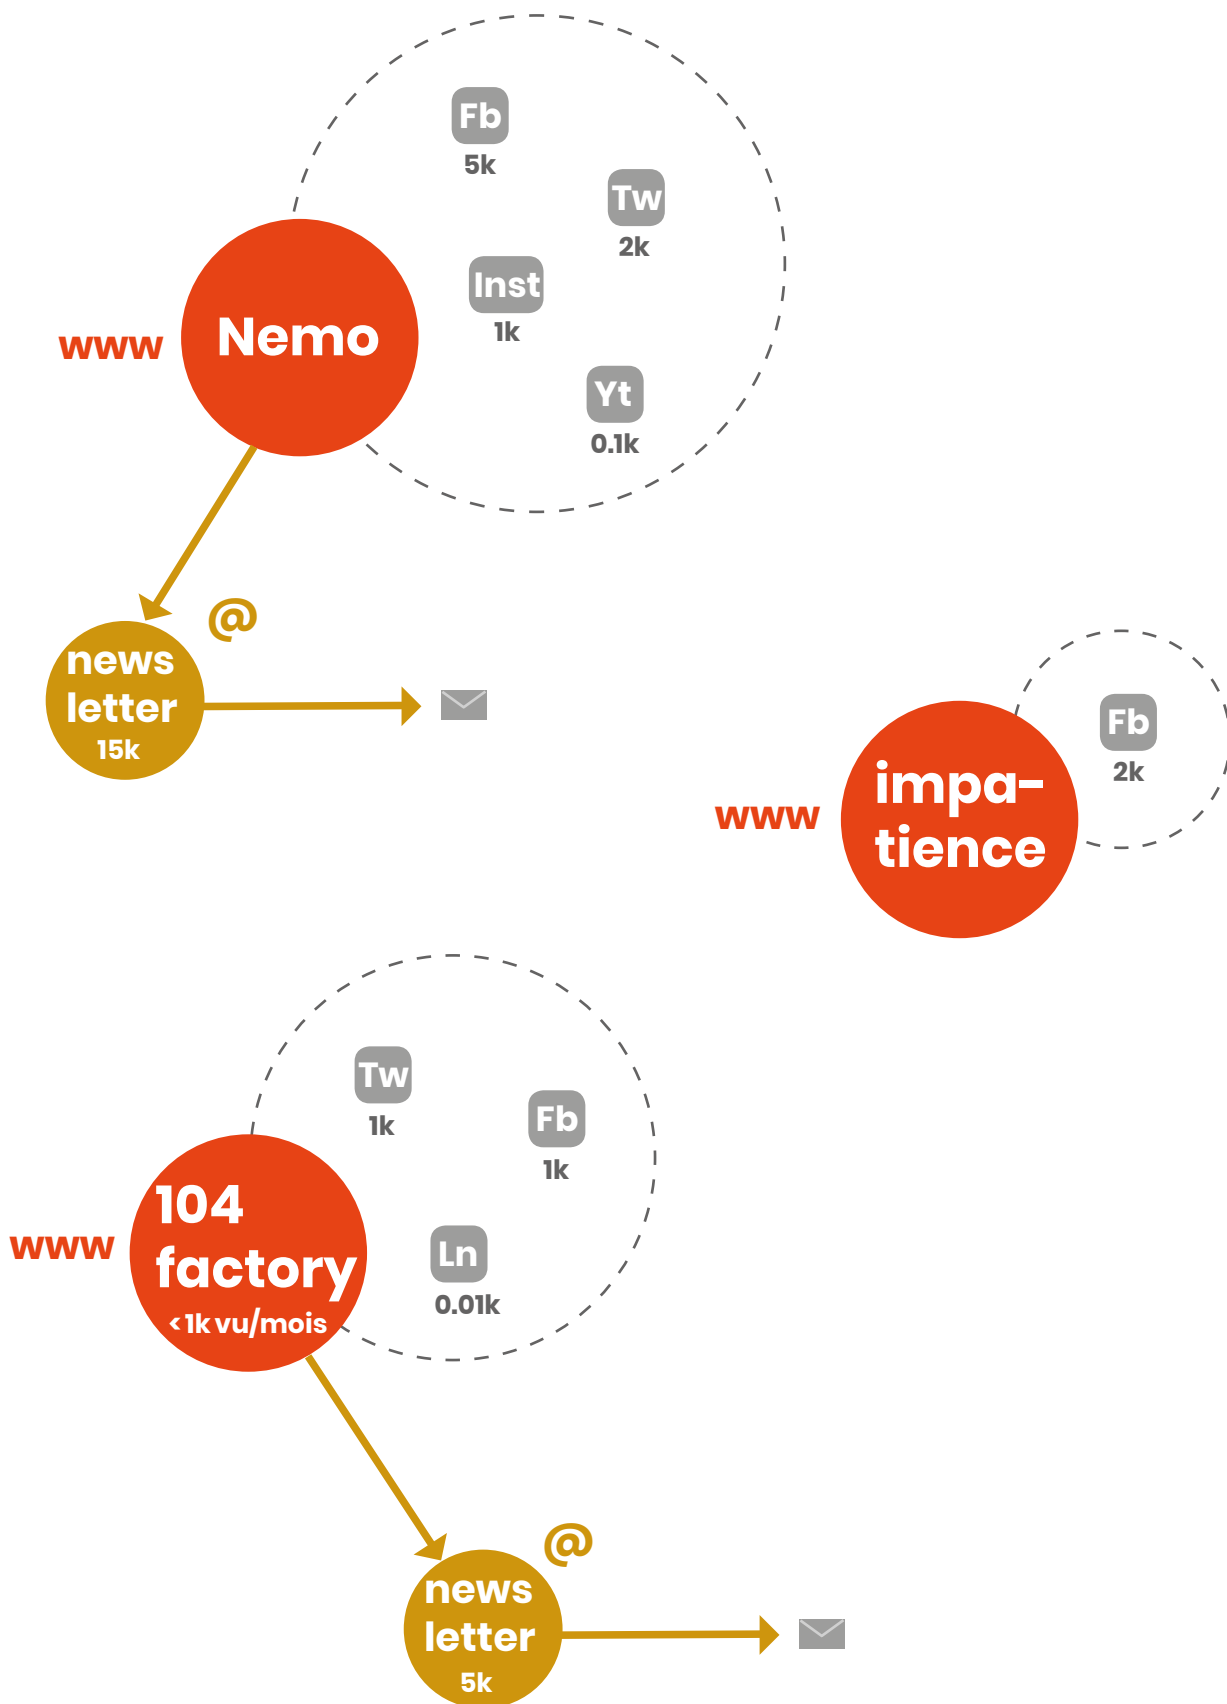 Fb
5k
Tw
2k
Inst
1k
Yt
0.1k
www
Nemo
@
news
letter
15k
Fb
2k
www
impa-
tience
Tw
1k
Fb
1k
Ln
0.01k
www
104
factory
<1k vu/mois
@
news
letter
5k